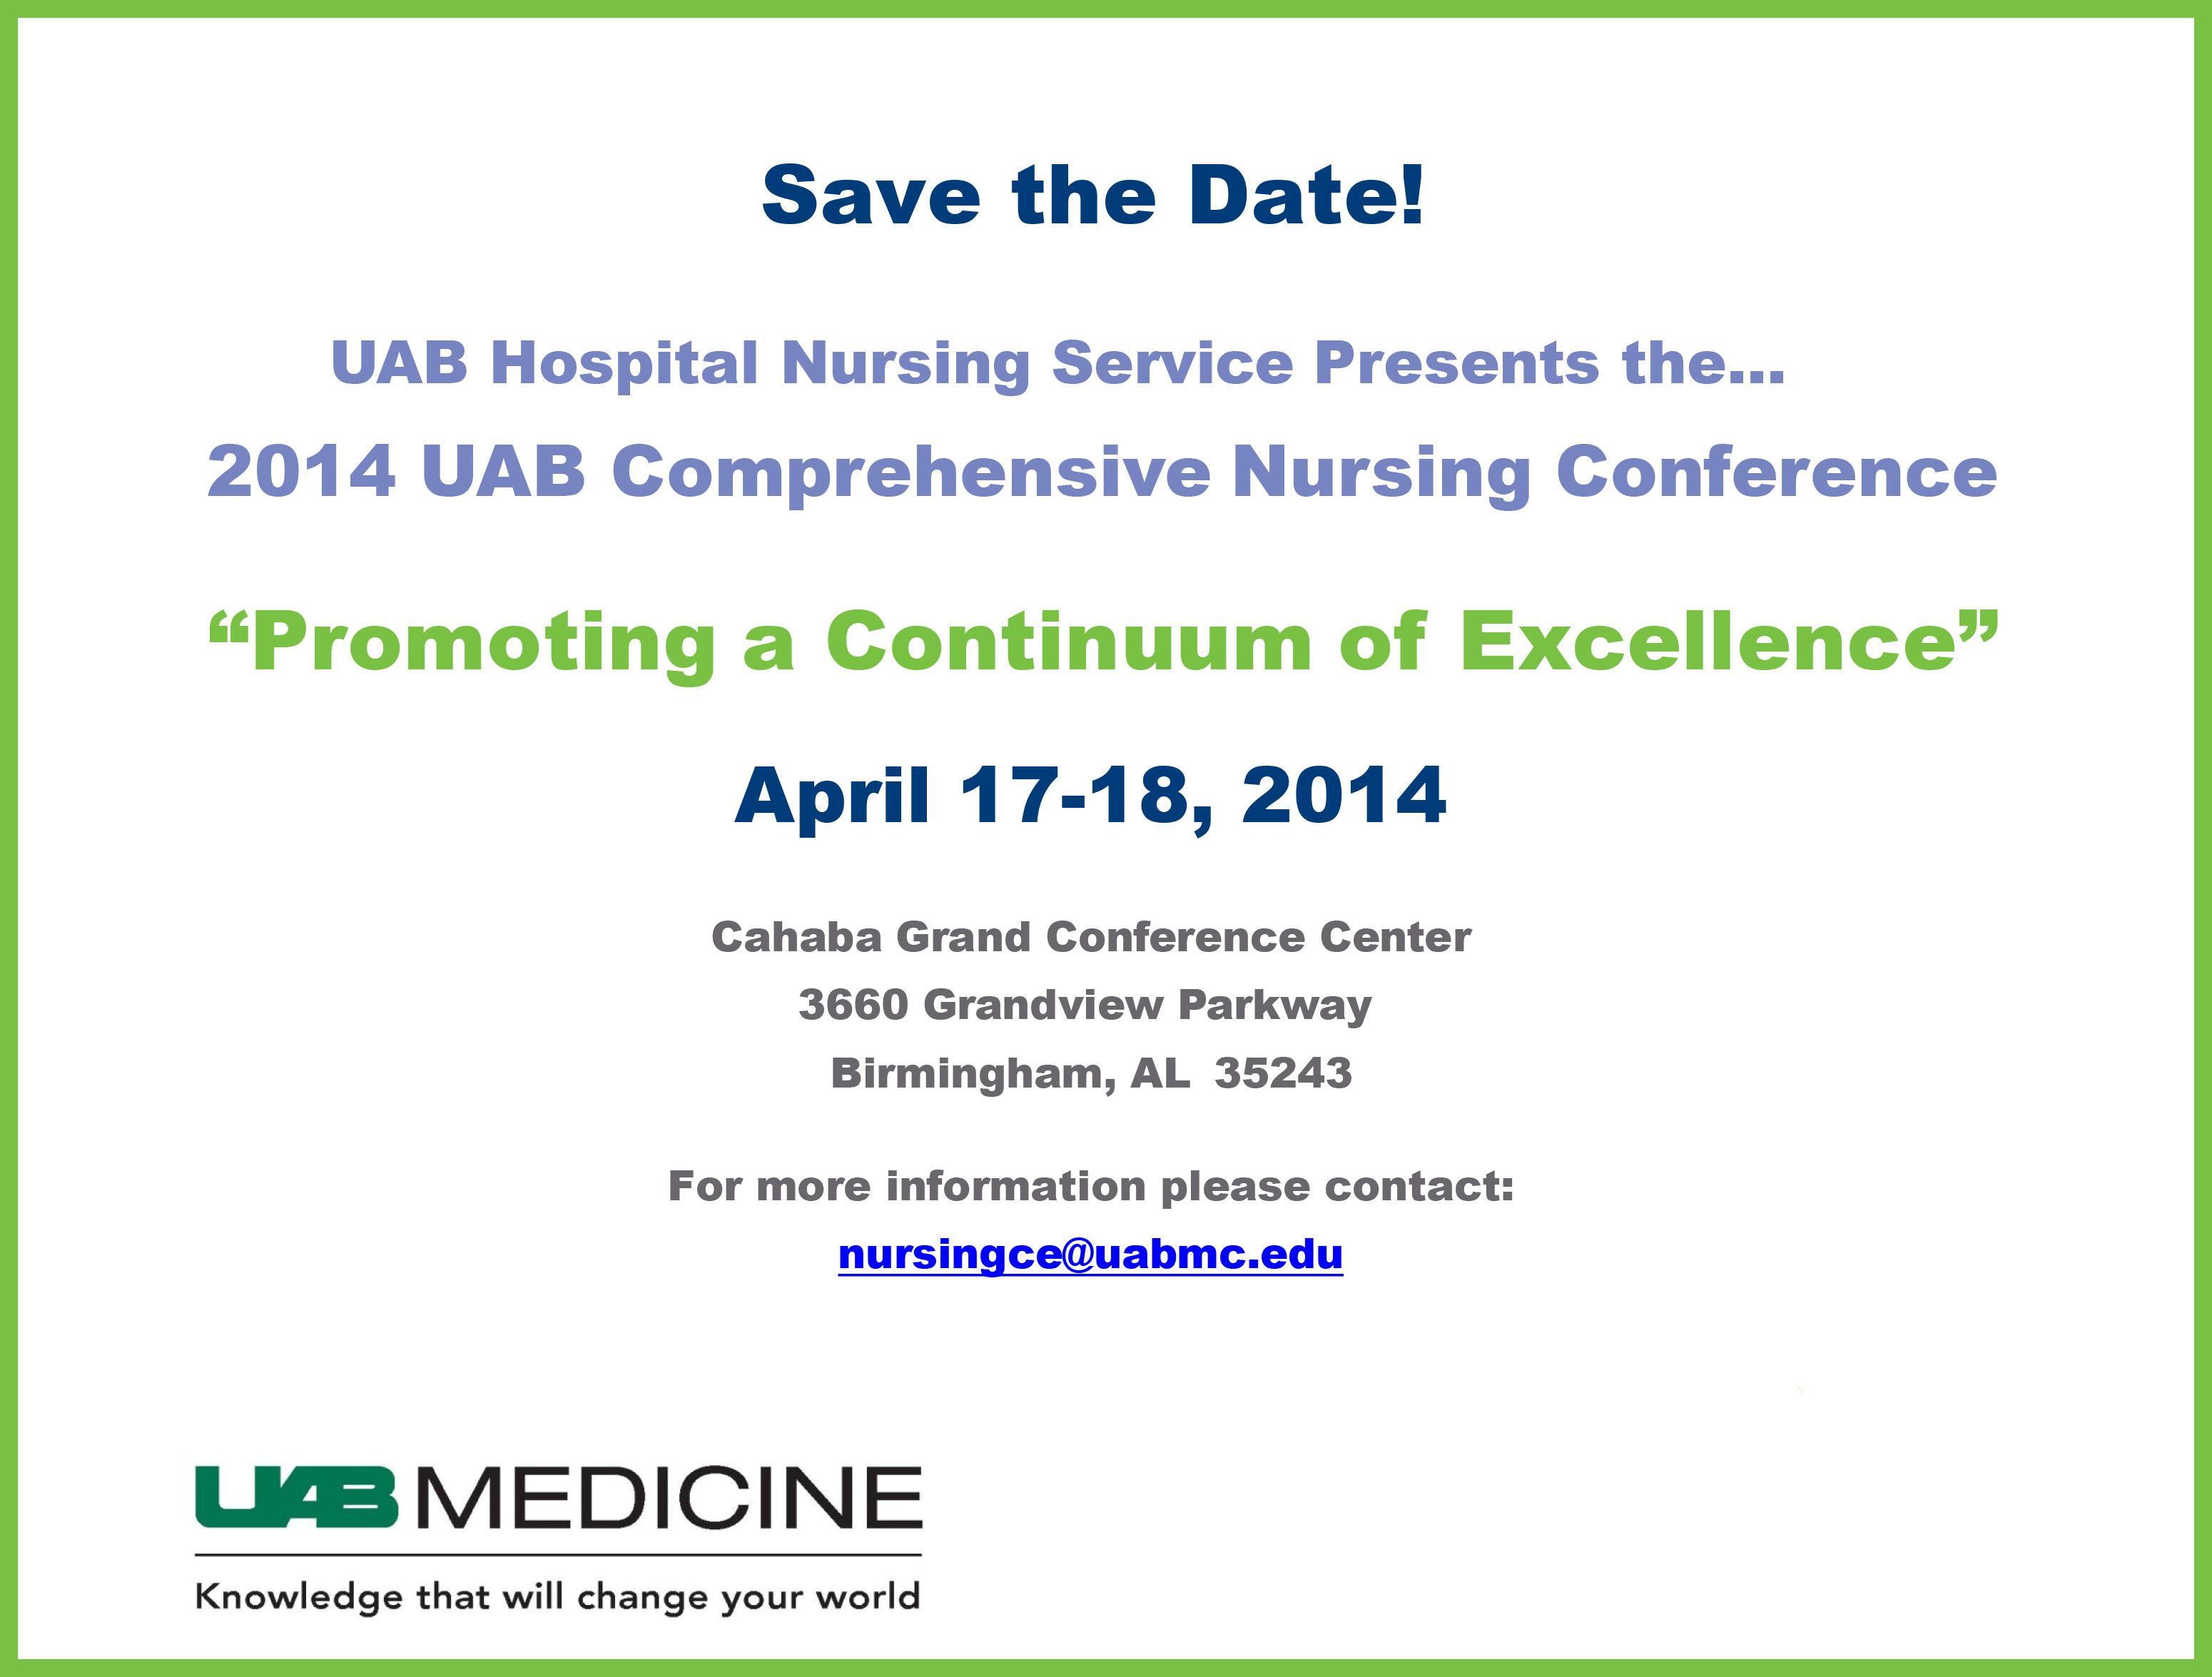 Save the Date!
UAB Hospital Nursing Service Presents the...
2014 UAB Comprehensive Nursing Conference
“Promoting a Continuum of Excellence”
April 17-18, 2014
Cahaba Grand Conference Center
3660 Grandview Parkway
Birmingham, AL  35243
For more information please contact:
nursingce@uabmc.edu
UAB MEDICINE
Knowledge that will change your world